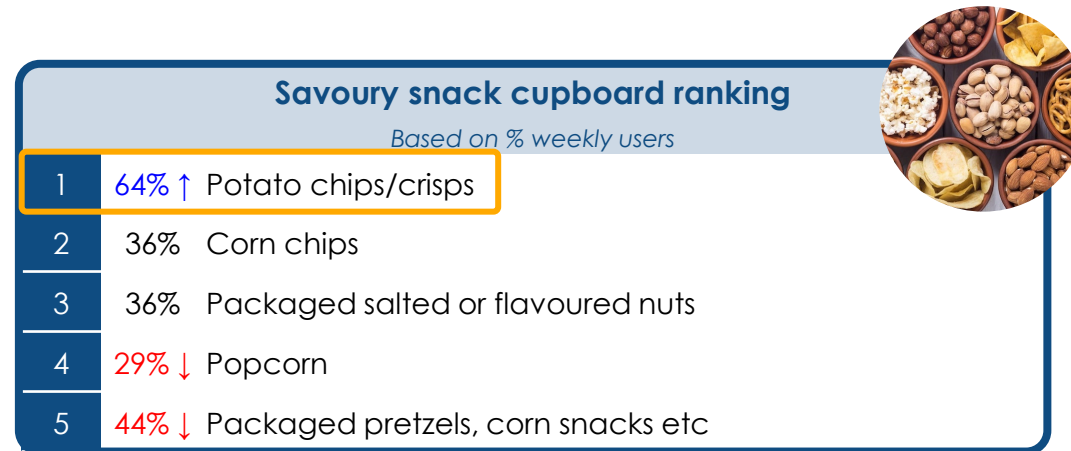 Savoury snack cupboard ranking
Based on % weekly users
1 64% ↑ Potato chips/crisps
2 36% Corn chips
3 36% Packaged salted or flavoured nuts
4 29% ↓ Popcorn
5 44% ↓ Packaged pretzels, corn snacks etc